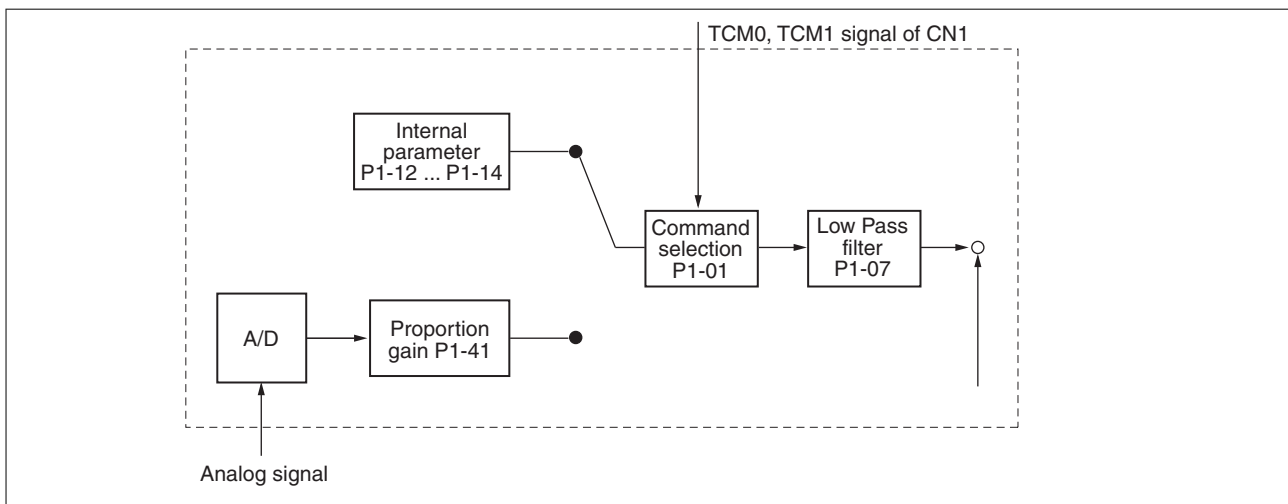 TCM0, TCM1 signal of CN1
Internal
parameter
P1-12 ... P1-14
Command
selection
P1-01
Low Pass
filter
P1-07
A/D
Proportion
gain P1-41
Analog signal